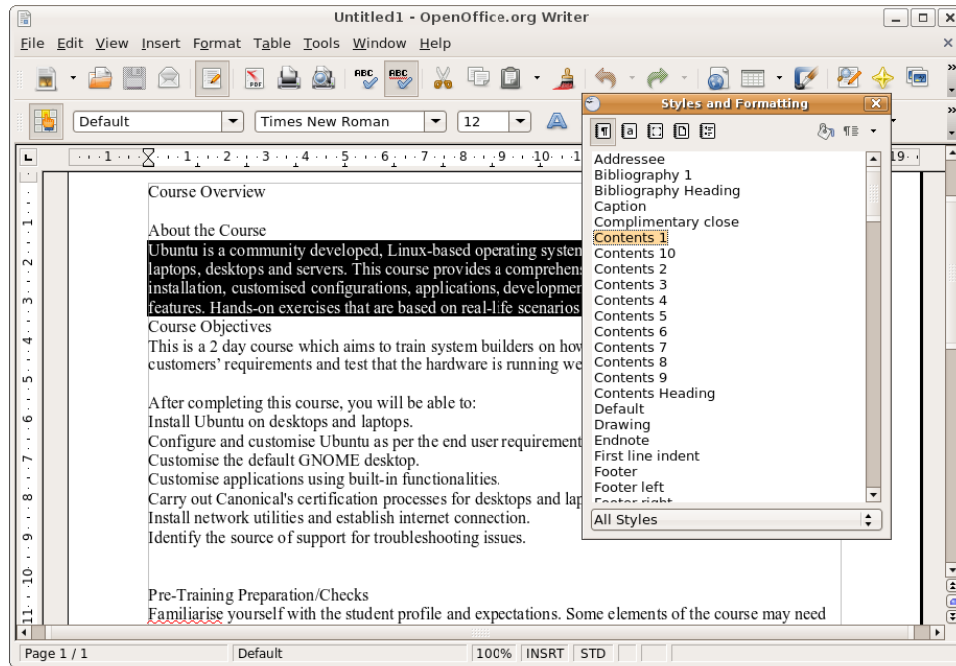 Untitled1 - OpenOffice.org Writer
File Edit View Insert Format Table Tools Window Help
Default
Times New Roman
12
Styles and Formatting
Addressee
Bibliography 1
Bibliography Heading
Caption
Complimentary close
Contents 1
Contents 10
Contents 2
Contents 3
Contents 4
Contents 5
Contents 6
Contents 7
Contents 8
Contents 9
Contents Heading
Default
Drawing
Endnote
First line indent
Footer
Footer left
Footer right
All Styles
Course Overview
About the Course
Ubuntu is a community developed, Linux-based operating system
laptops, desktops and servers. This course provides a
installation, customised configurations, applications,
features. Hands-on exercises that are based on real-life scenarios
Course Objectives
This is a 2 day course which aims to train system builders on how
customers' requirements and test that the hardware is running
After completing this course, you will be able to:
Install Ubuntu on desktops and laptops.
Configure and customise Ubuntu as per the end user requirement
Customise the default GNOME desktop.
Customise applications using built-in functionalities.
Carry out Canonical's certification processes for desktops and
Install network utilities and establish internet connection.
Identify the source of support for troubleshooting issues.
Pre-Training Preparation/Checks
Familiarise yourself with the student profile and expectations. Some elements of the course may need
Page 1 / 1 Default 100% INSRT STD